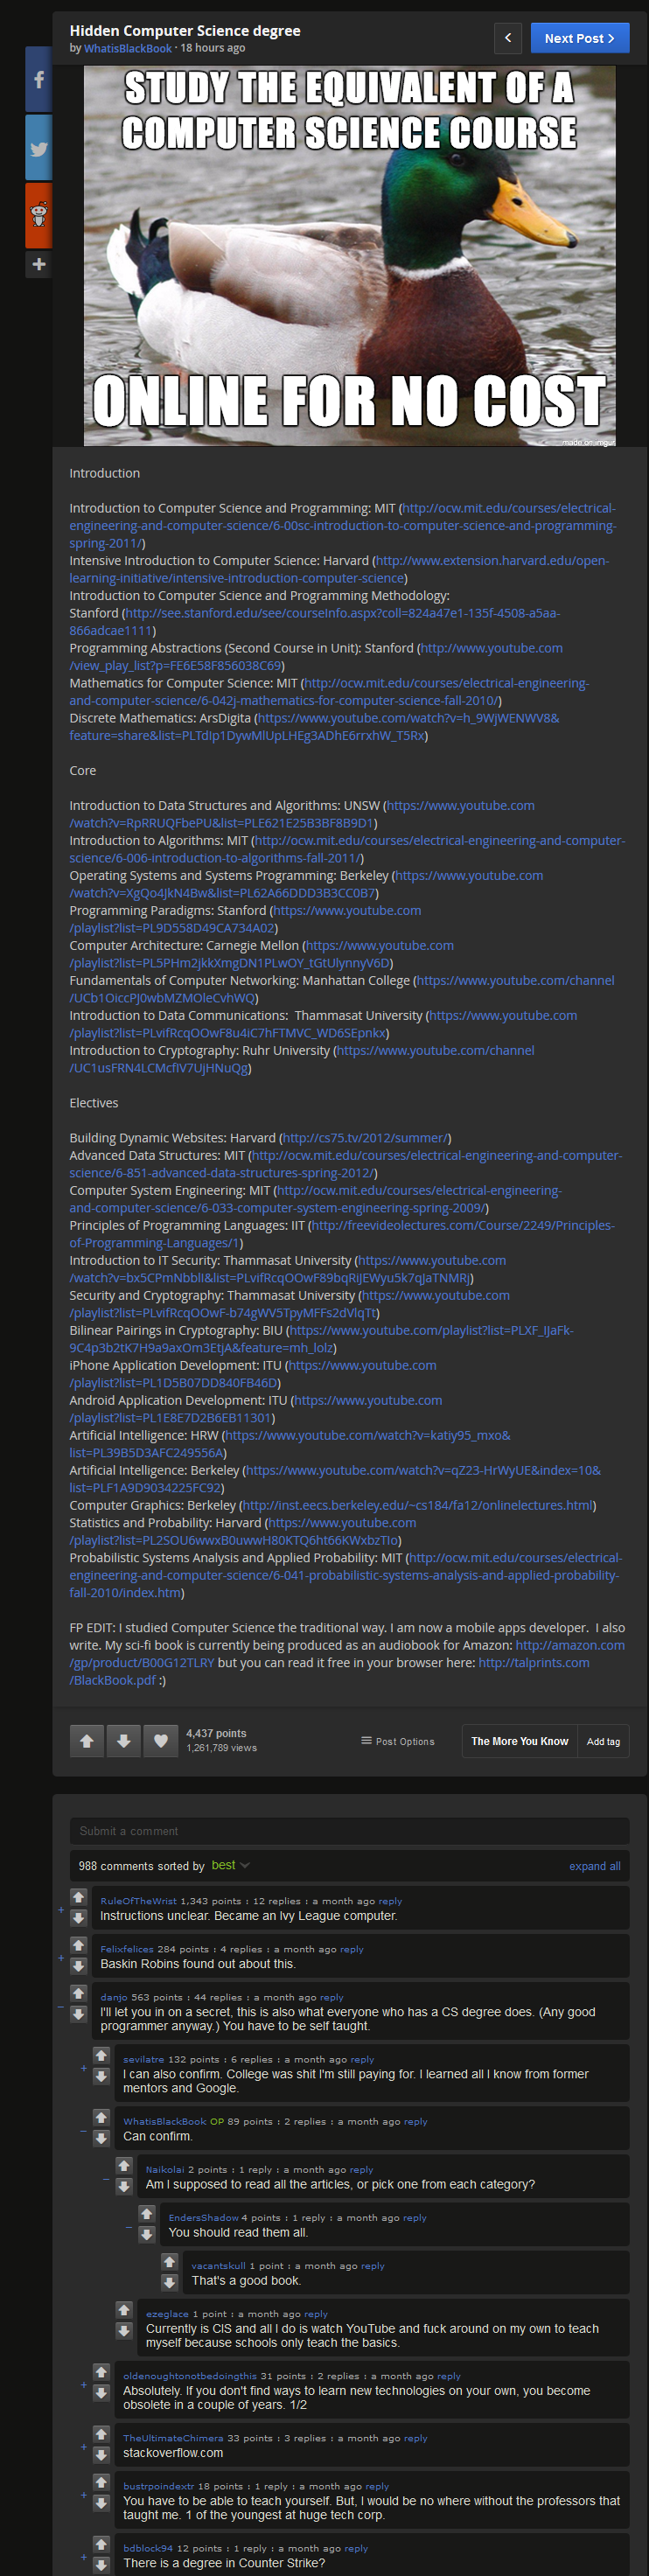 Hidden Computer Science degree
by WhatisBlackBook · 18 hours ago
Next Post >
STUDY THE EQUIVALENT OF A
COMPUTER SCIENCE COURSE
ONLINE FOR NO COST
made on imgur
Introduction
Introduction to Computer Science and Programming: MIT (http://ocw.mit.edu/courses/electrical-
engineering-and-computer-science/6-00sc-introduction-to-computer-science-and-programming-
spring-2011/)
Intensive Introduction to Computer Science: Harvard (http://www.extension.harvard.edu/open-
learning-initiative/intensive-introduction-computer-science)
Introduction to Computer Science and Programming Methodology:
Stanford (http://see.stanford.edu/see/courseInfo.aspx?coll=824a47e1-135f-4508-a5aa-
866adcae1111)
Programming Abstractions (Second Course in Unit): Stanford (http://www.youtube.com
/view_play_list?p=FE6E58F856038C69)
Mathematics for Computer Science: MIT (http://ocw.mit.edu/courses/electrical-engineering-
and-computer-science/6-042j-mathematics-for-computer-science-fall-2010/)
Discrete Mathematics: ArsDigita (https://www.youtube.com/watch?v=h_9WjWENWV8&
feature=share&list=PLTdIp1DywMlUpLHEg3ADhE6rrxhW_T5Rx)
Core
Introduction to Data Structures and Algorithms: UNSW (https://www.youtube.com
/watch?v=RpRRUQFbePU&list=PLE621E25B3BF8B9D1)
Introduction to Algorithms: MIT (http://ocw.mit.edu/courses/electrical-engineering-and-computer-
science/6-006-introduction-to-algorithms-fall-2011/)
Operating Systems and Systems Programming: Berkeley (https://www.youtube.com
/watch?v=XgQo4JkN4Bw&list=PL62A66DDD3B3CC0B7)
Programming Paradigms: Stanford (https://www.youtube.com
/playlist?list=PL9D558D49CA734A02)
Computer Architecture: Carnegie Mellon (https://www.youtube.com
/playlist?list=PL5PHm2jkkXmgDN1PLwOY_tGtUlynnyV6D)
Fundamentals of Computer Networking: Manhattan College (https://www.youtube.com/channel
/UCb1OiccPJ0wbMZMOleCvhWQ)
Introduction to Data Communications: Thammasat University (https://www.youtube.com
/playlist?list=PLvifRcqOOwF8u4iC7hFTMVC_WD6SEpnkx)
Introduction to Cryptography: Ruhr University (https://www.youtube.com/channel
/UC1usFRN4LCMcfIV7UjHNuQg)
Electives
Building Dynamic Websites: Harvard (http://cs75.tv/2012/summer/)
Advanced Data Structures: MIT (http://ocw.mit.edu/courses/electrical-engineering-and-computer-
science/6-851-advanced-data-structures-spring-2012/)
Computer System Engineering: MIT (http://ocw.mit.edu/courses/electrical-engineering-
and-computer-science/6-033-computer-system-engineering-spring-2009/)
Principles of Programming Languages: IIT (http://freevideolectures.com/Course/2249/Principles-
of-Programming-Languages/1)
Introduction to IT Security: Thammasat University (https://www.youtube.com
/watch?v=bx5CPmNbblI&list=PLvifRcqOOwF89bqRiJEWyu5k7qJaTNMRj)
Security and Cryptography: Thammasat University (https://www.youtube.com
/playlist?list=PLvifRcqOOwF-b74gWV5TpyMFFs2dVlqTt)
Bilinear Pairings in Cryptography: BIU (https://www.youtube.com/playlist?list=PLXF_IJaFk-
9C4p3b2tK7H9a9axOm3EtjA&feature=mh_lolz)
iPhone Application Development: ITU (https://www.youtube.com
/playlist?list=PL1D5B07DD840FB46D)
Android Application Development: ITU (https://www.youtube.com
/playlist?list=PL1E8E7D2B6EB11301)
Artificial Intelligence: HRW (https://www.youtube.com/watch?v=katiy95_mxo&
list=PL39B5D3AFC249556A)
Artificial Intelligence: Berkeley (https://www.youtube.com/watch?v=qZ23-HrWyUE&index=10&
list=PLF1A9D9034225FC92)
Computer Graphics: Berkeley (http://inst.eecs.berkeley.edu/~cs184/fa12/onlinelectures.html)
Statistics and Probability: Harvard (https://www.youtube.com
/playlist?list=PL2SOU6wwxB0uwwH80KTQ6ht66KWxbzTIo)
Probabilistic Systems Analysis and Applied Probability: MIT (http://ocw.mit.edu/courses/electrical-
engineering-and-computer-science/6-041-probabilistic-systems-analysis-and-applied-probability-
fall-2010/index.htm)
FP EDIT: I studied Computer Science the traditional way. I am now a mobile apps developer. I also
write. My sci-fi book is currently being produced as an audiobook for Amazon: http://amazon.com
/gp/product/B00G12TLRY but you can read it free in your browser here: http://talprints.com
/BlackBook.pdf :)
4,437 points
1,261,789 views
Post Options
The More You Know
Add tag
Submit a comment
988 comments sorted by best
expand all
RuleOfTheWrist 1,343 points : 12 replies : a month ago reply
Instructions unclear. Became an Ivy League computer.
Felixfelices 284 points : 4 replies : a month ago reply
Baskin Robins found out about this.
danjo 563 points : 44 replies : a month ago reply
I'll let you in on a secret, this is also what everyone who has a CS degree does. (Any good
programmer anyway.) You have to be self taught.
sevilatre 132 points : 6 replies : a month ago reply
I can also confirm. College was shit I'm still paying for. I learned all I know from former
mentors and Google.
WhatisBlackBook OP 89 points : 2 replies : a month ago reply
Can confirm.
Naikolai 2 points : 1 reply : a month ago reply
Am I supposed to read all the articles, or pick one from each category?
EndersShadow 4 points : 1 reply : a month ago reply
You should read them all.
vacantskull 1 point : a month ago reply
That's a good book.
ezeglace 1 point : a month ago reply
Currently is CIS and all I do is watch YouTube and fuck around on my own to teach
myself because schools only teach the basics.
oldenoughtonotbedoingthis 31 points : 2 replies : a month ago reply
Absolutely. If you don't find ways to learn new technologies on your own, you become
obsolete in a couple of years. 1/2
TheUltimateChimera 33 points : 3 replies : a month ago reply
stackoverflow.com
bustrpoindextr 18 points : 1 reply : a month ago reply
You have to be able to teach yourself. But, I would be no where without the professors that
taught me. 1 of the youngest at huge tech corp.
bdblock94 12 points : 1 reply : a month ago reply
There is a degree in Counter Strike?